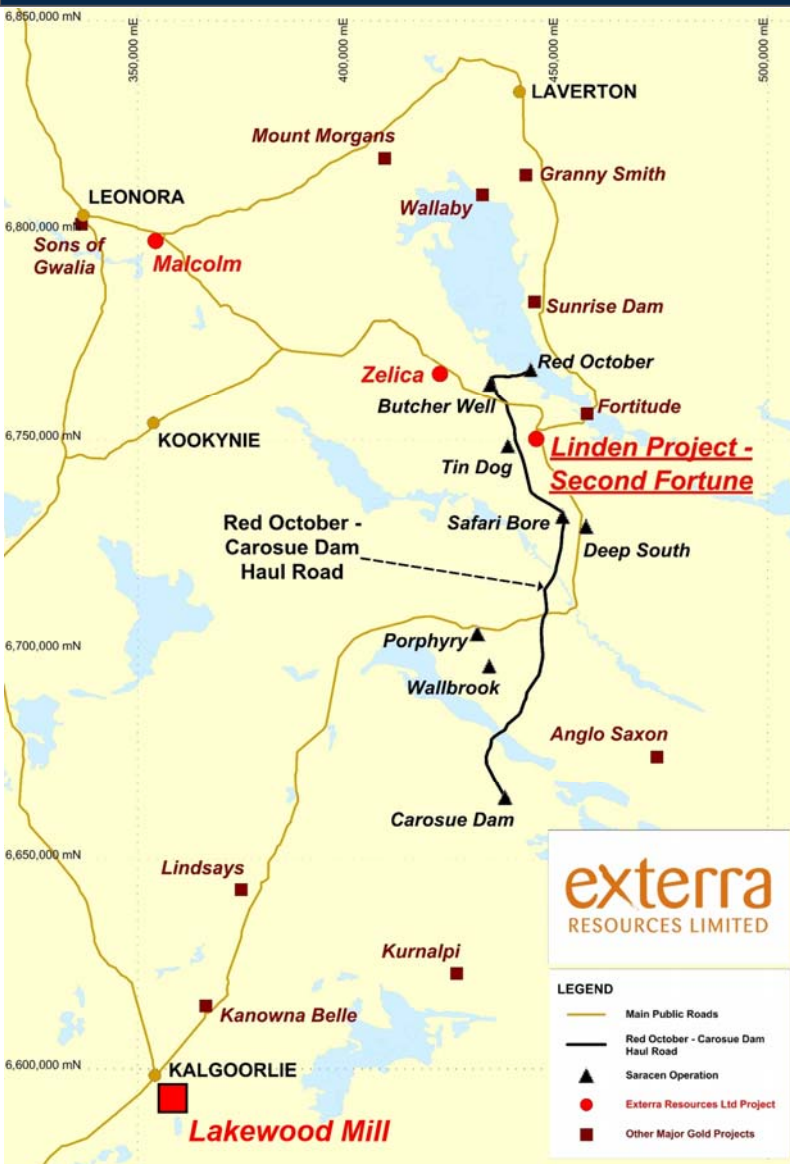 6,850,000 mN
350,000 mE
400,000 mE
450,000 mE
500,000 mE
LAVERTON
Mount Morgans
Granny Smith
LEONORA
Wallaby
6,800,000 mN
Sons of
Gwalia
Malcolm
Sunrise Dam
Red October
Zelica
Butcher Well
Fortitude
KOOKYNIE
6,750,000 mN
Linden Project -
Second Fortune
Tin Dog
Safari Bore
Deep South
Red October -
Carosue Dam
Haul Road
6,700,000 mN
Porphyry
Wallbrook
Anglo Saxon
Carosue Dam
6,650,000 mN
Lindsays
exterra
RESOURCES LIMITED
Kurnalpi
Kanowna Belle
6,600,000 mN
KALGOORLIE
Lakewood Mill
LEGEND
Main Public Roads
Red October - Carosue Dam
Haul Road
Saracen Operation
Exterra Resources Ltd Project
Other Major Gold Projects